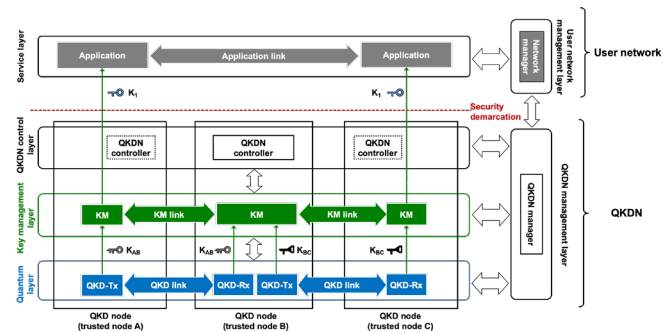 Service layer
Application
Application link
Application
Network
manager
User network
management layer
User network
K1
K1
Security
demarcation
QKDN control
layer
QKDN
controller
QKDN
controller
QKDN
controller
Key management
layer
KM
KM link
KM
KM link
KM
QKDN manager
QKDN management layer
QKDN
KAB
KAB
KBC
KBC
Quantum
layer
QKD-Tx
QKD link
QKD-Rx
QKD-Tx
QKD link
QKD-Rx
QKD node
(trusted node A)
QKD node
(trusted node B)
QKD node
(trusted node C)